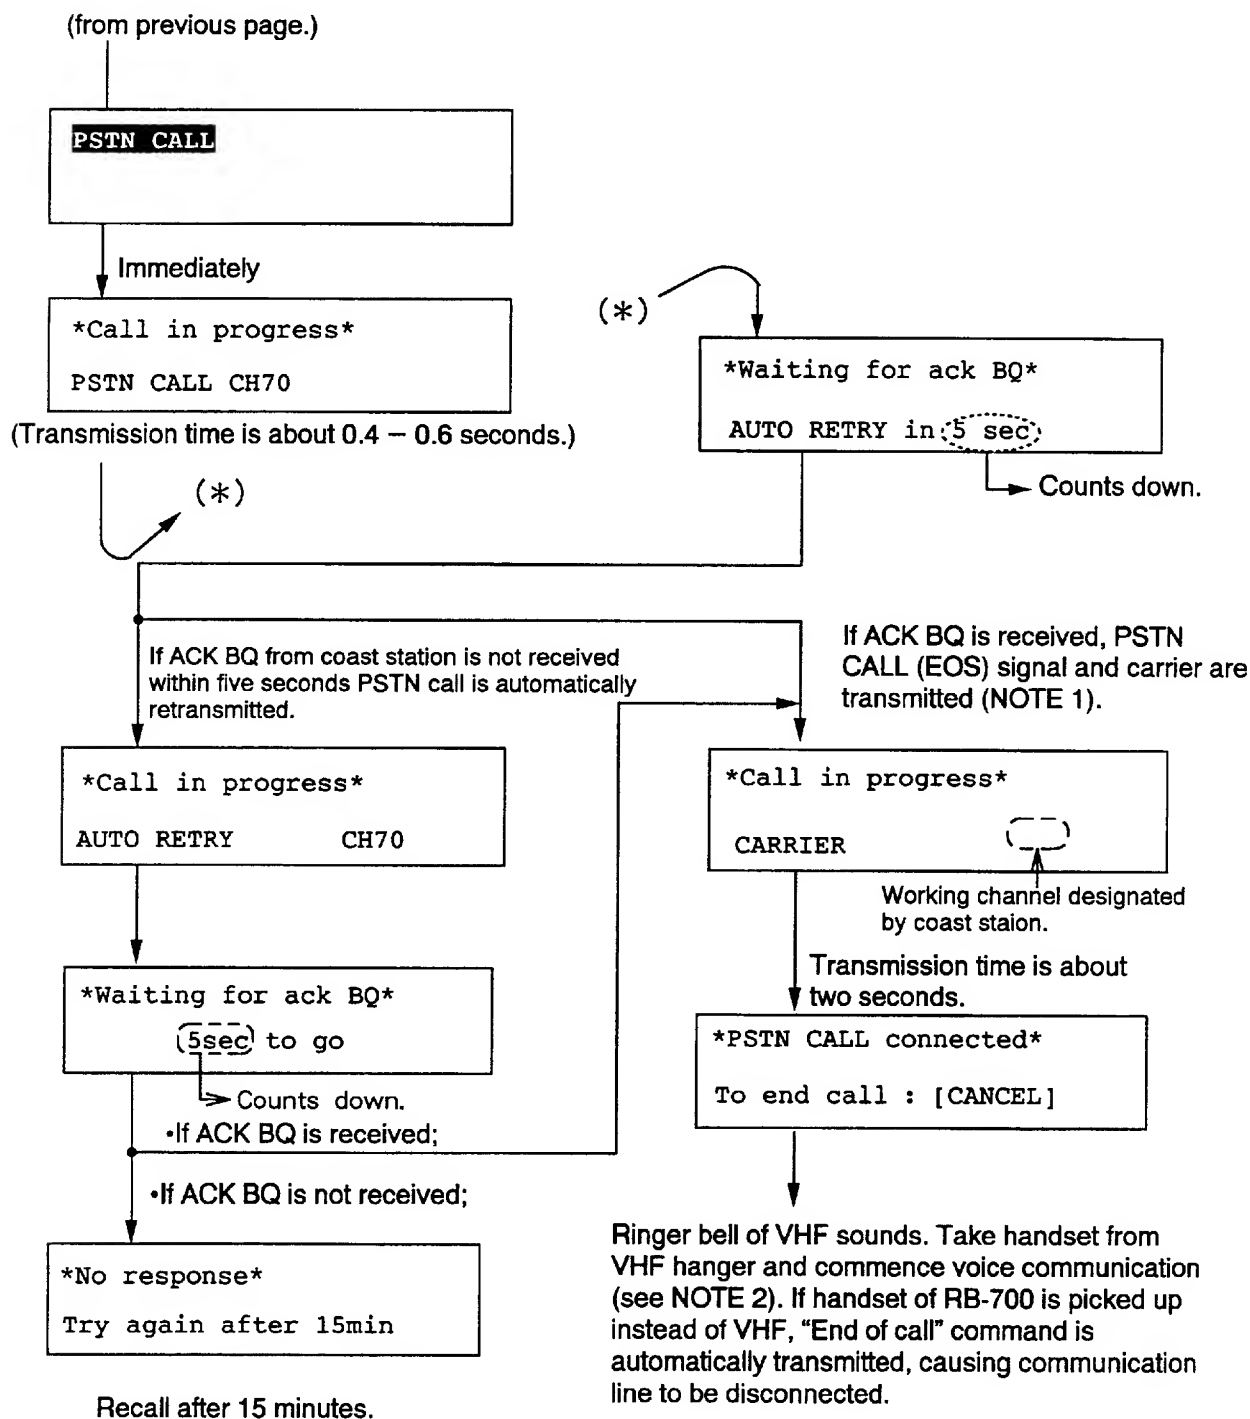 (from previous page.)
PSTN CALL
Immediately
*Call in progress*
PSTN CALL CH70
(Transmission time is about 0.4 – 0.6 seconds.)
(*)
(*)
*Waiting for ack BQ*
AUTO RETRY in 5 sec
Counts down.
If ACK BQ from coast station is not received
within five seconds PSTN call is automatically
retransmitted.
*Call in progress*
AUTO RETRY CH70
*Waiting for ack BQ*
5sec to go
Counts down.
•If ACK BQ is received;
•If ACK BQ is not received;
*No response*
Try again after 15min
Recall after 15 minutes.
If ACK BQ is received, PSTN
CALL (EOS) signal and carrier are
transmitted (NOTE 1).
*Call in progress*
CARRIER
Working channel designated
by coast staion.
Transmission time is about
two seconds.
*PSTN CALL connected*
To end call : [CANCEL]
Ringer bell of VHF sounds. Take handset from
VHF hanger and commence voice communication
(see NOTE 2). If handset of RB-700 is picked up
instead of VHF, “End of call” command is
automatically transmitted, causing communication
line to be disconnected.